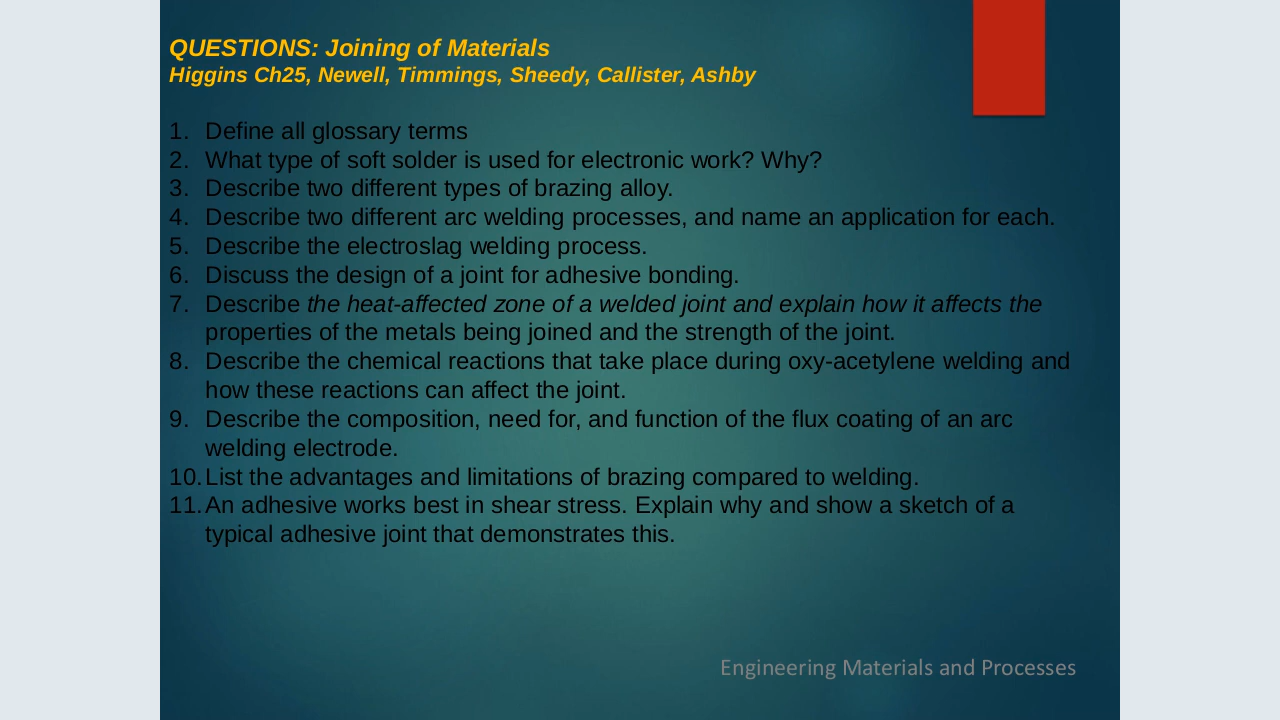 QUESTIONS: Joining of Materials
Higgins Ch25, Newell, Timmings, Sheedy, Callister, Ashby
1. Define all glossary terms
2. What type of soft solder is used for electronic work? Why?
3. Describe two different types of brazing alloy.
4. Describe two different arc welding processes, and name an application for each.
5. Describe the electroslag welding process.
6. Discuss the design of a joint for adhesive bonding.
7. Describe the heat-affected zone of a welded joint and explain how it affects the
properties of the metals being joined and the strength of the joint.
8. Describe the chemical reactions that take place during oxy-acetylene welding and
how these reactions can affect the joint.
9. Describe the composition, need for, and function of the flux coating of an arc
welding electrode.
10. List the advantages and limitations of brazing compared to welding.
11. An adhesive works best in shear stress. Explain why and show a sketch of a
typical adhesive joint that demonstrates this.
Engineering Materials and Processes